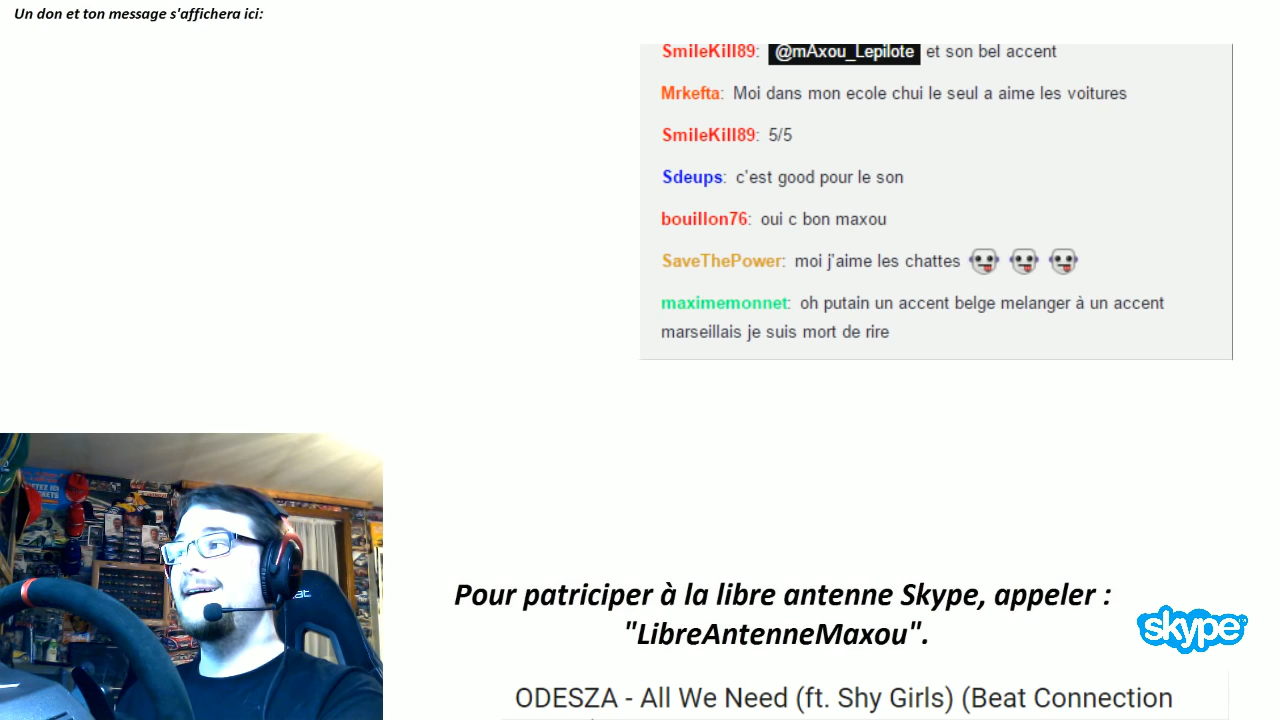 Un don et ton message s'affichera ici:
SmileKill89: @mAxou_Lepilote et son bel accent
Mrkefta: Moi dans mon ecole chui le seul a aime les voitures
SmileKill89: 5/5
Sdeups: c'est good pour le son
bouillon76: oui c bon maxou
SaveThePower: moi j'aime les chattes
maximemonnet: oh putain un accent belge melanger à un accent
marseillais je suis mort de rire
Pour patriciper à la libre antenne Skype, appeler :
"LibreAntenneMaxou".
skype
ODESZA - All We Need (ft. Shy Girls) (Beat Connection